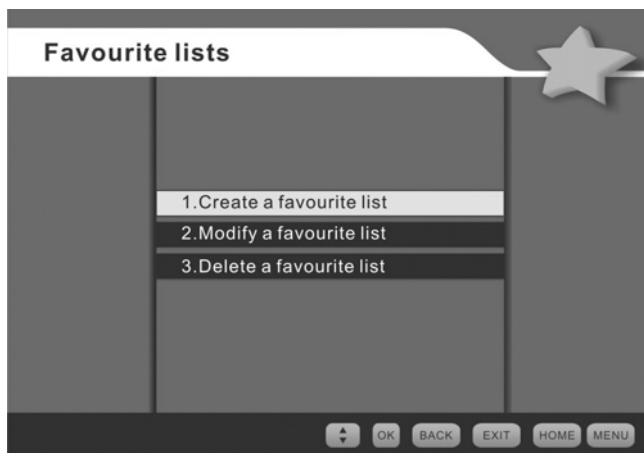 Favourite lists
1.Create a favourite list
2.Modify a favourite list
3.Delete a favourite list
OK BACK EXIT HOME MENU